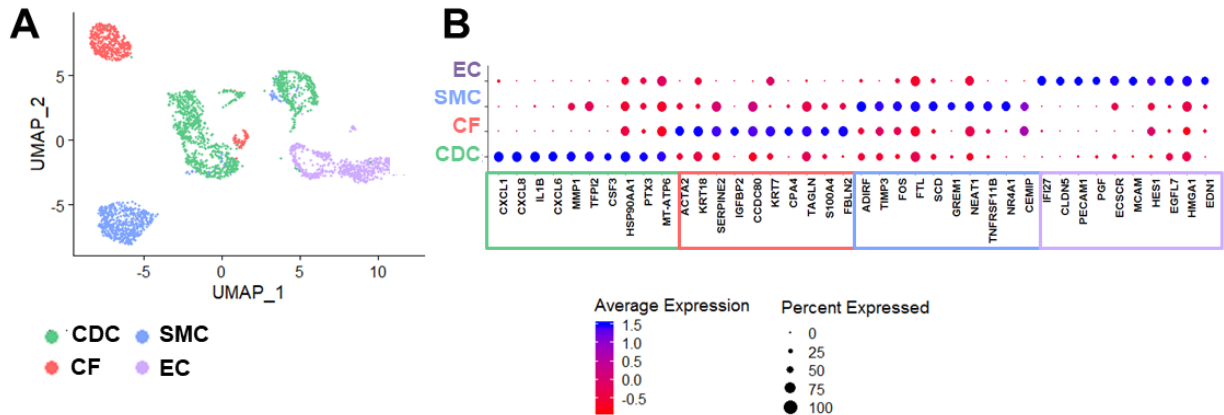 A
B
UMAP_2
5
0
-5
-5
0
5
10
UMAP_1
CDC
SMC
CF
EC
EC
SMC
CF
CDC
CXCL1
CXCL8
IL1B
CXCL6
MMP1
TFPI2
CSF3
HSP90AA1
PTX3
MT-ATP6
ACTA2
KRT18
SERPINE2
IGFBP2
CCDC80
KRT7
CPA4
TAGLN
S100A4
FBLN2
ADIRF
TIMP3
FOS
FTL
SCD
GREM1
NEAT1
TNFRSF11B
NR4A1
CEMIP
IFI27
CLDN5
PECAM1
PGF
ECSCR
MCAM
HES1
EGFL7
HMGA1
EDN1
Average Expression
1.5
1.0
0.5
0.0
-0.5
Percent Expressed
0
25
50
75
100